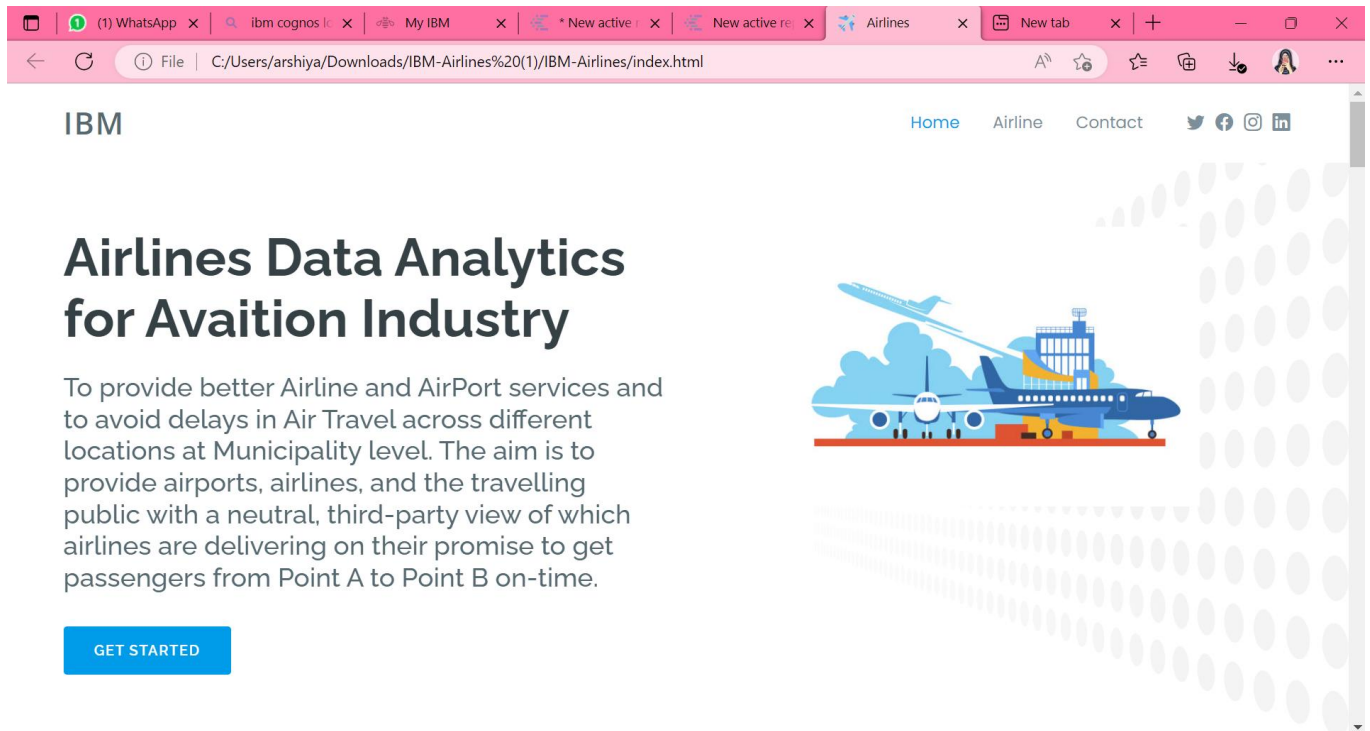 (1) WhatsApp
ibm cognos
My IBM
* New active
New active
Airlines
New tab
File
C:/Users/arshiya/Downloads/IBM-Airlines%20(1)/IBM-Airlines/index.html
IBM
Home Airline Contact
Airlines Data Analytics
for Avaition Industry
To provide better Airline and AirPort services and
to avoid delays in Air Travel across different
locations at Municipality level. The aim is to
provide airports, airlines, and the travelling
public with a neutral, third-party view of which
airlines are delivering on their promise to get
passengers from Point A to Point B on-time.
GET STARTED